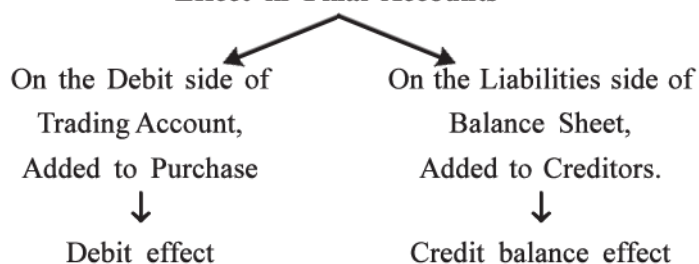 On the Debit side of
Trading Account,
Added to Purchase
Debit effect
On the Liabilities side of
Balance Sheet,
Added to Creditors.
Credit balance effect